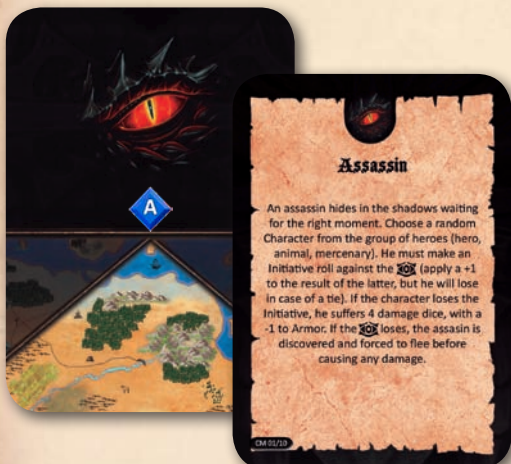 A
Assassin
An assassin hides in the shadows waiting
for the right moment. Choose a random
Character from the group of heroes (hero,
animal, mercenary). He must make an
Initiative roll against the (apply a +1
to the result of the latter, but he will lose
in case of a tie). If the character loses the
Initiative, he suffers 4 damage dice, with a
-1 to Armor. If the loses, the assasin is
discovered and forced to flee before
causing any damage.
CM 01/10